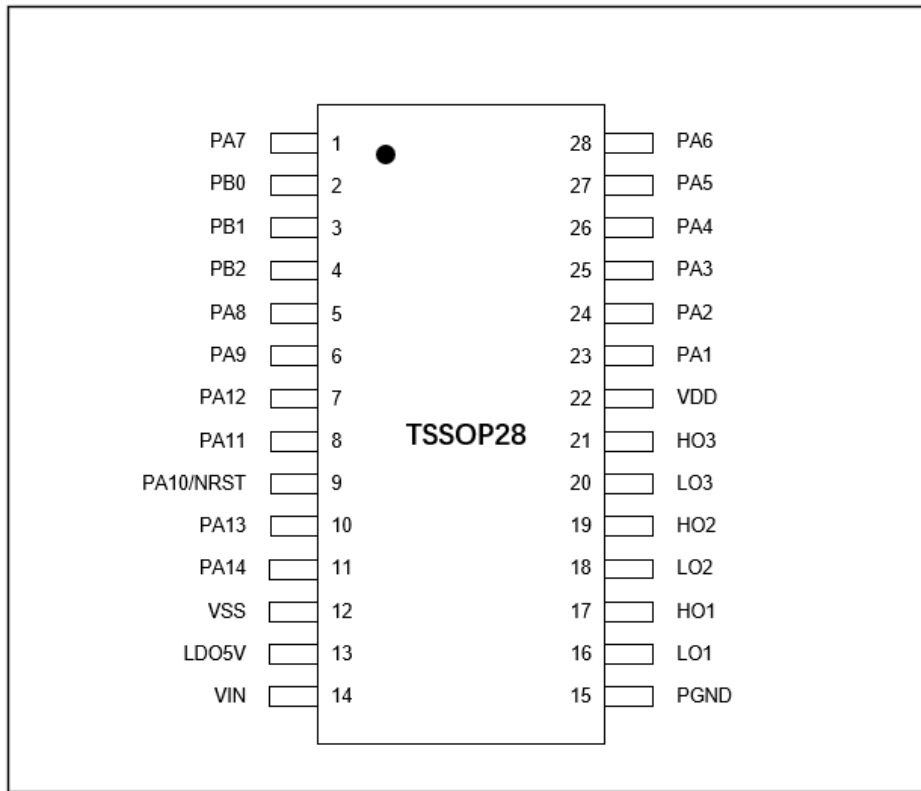 PA7 1 28 PA6
PB0 2 27 PA5
PB1 3 26 PA4
PB2 4 25 PA3
PA8 5 24 PA2
PA9 6 23 PA1
PA12 7 22 VDD
TSSOP28
PA11 8 21 HO3
PA10/NRST 9 20 LO3
PA13 10 19 HO2
PA14 11 18 LO2
VSS 12 17 HO1
LDO5V 13 16 LO1
VIN 14 15 PGND